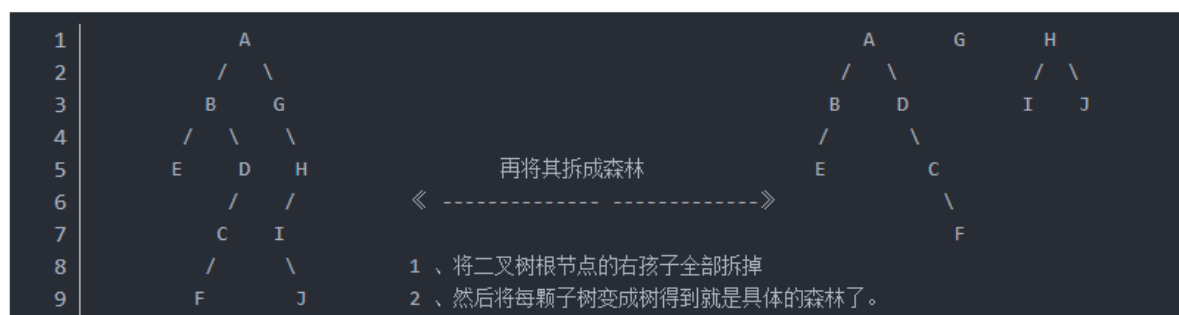 1 A A G H
2 / \ / \ / \
3 B G B D I J
4 / \ \ / \
5 E D H 再将其拆成森林 E C
6 / / 《 -------------- -------------》 \
7 C I F
8 / \ 1 、将二叉树根节点的右孩子全部拆掉
9 F J 2 、然后将每颗子树变成树得到就是具体的森林了。